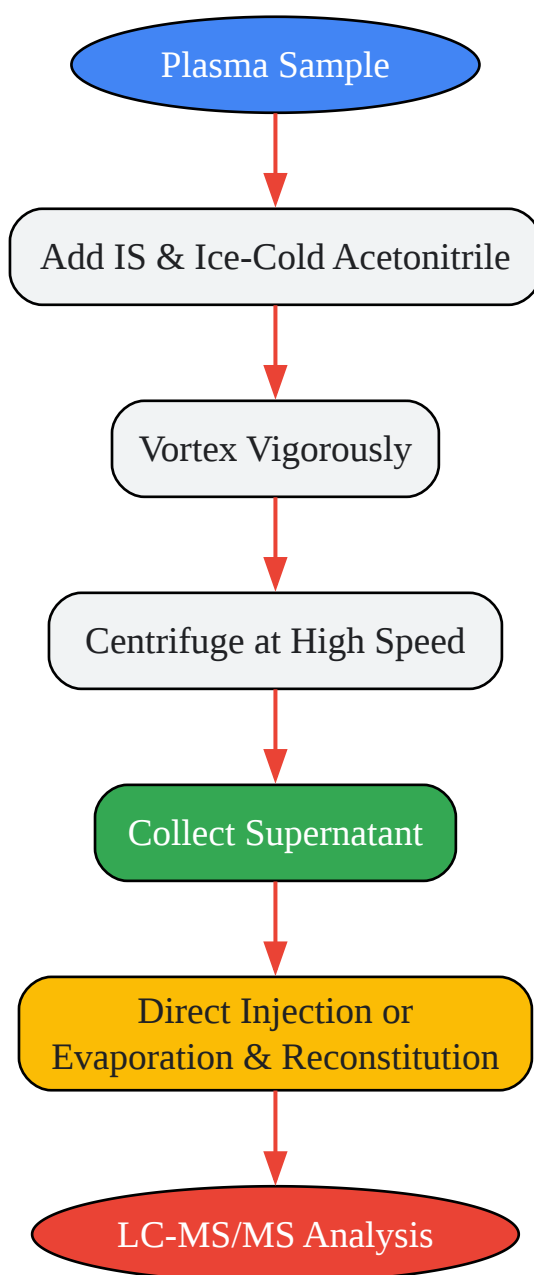 Plasma Sample
Add IS & Ice-Cold Acetonitrile
Vortex Vigorously
Centrifuge at High Speed
Collect Supernatant
Direct Injection or
Evaporation & Reconstitution
LC-MS/MS Analysis